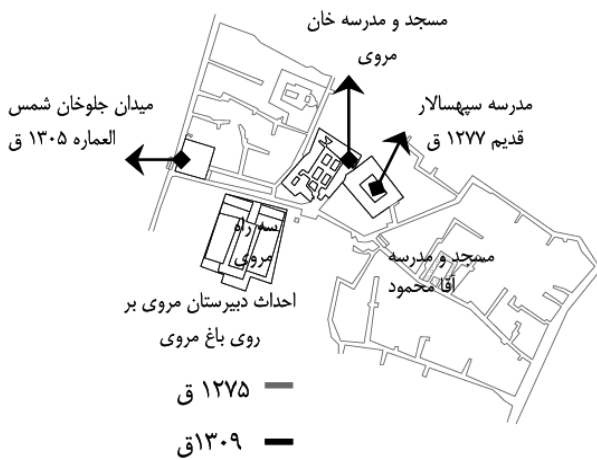 مسجد و مدرسه خان
مروی
مدرسه سپهسالار
قدیم ۱۲۷۷ ق
میدان جلوخان شمس
العماره ۱۳۰۵ ق
سه راه
مروی
مسجد و مدرسه
آقا محمود
احداث دبیرستان مروی بر
روی باغ مروی
۱۲۷۵ ق
۱۳۰۹ق